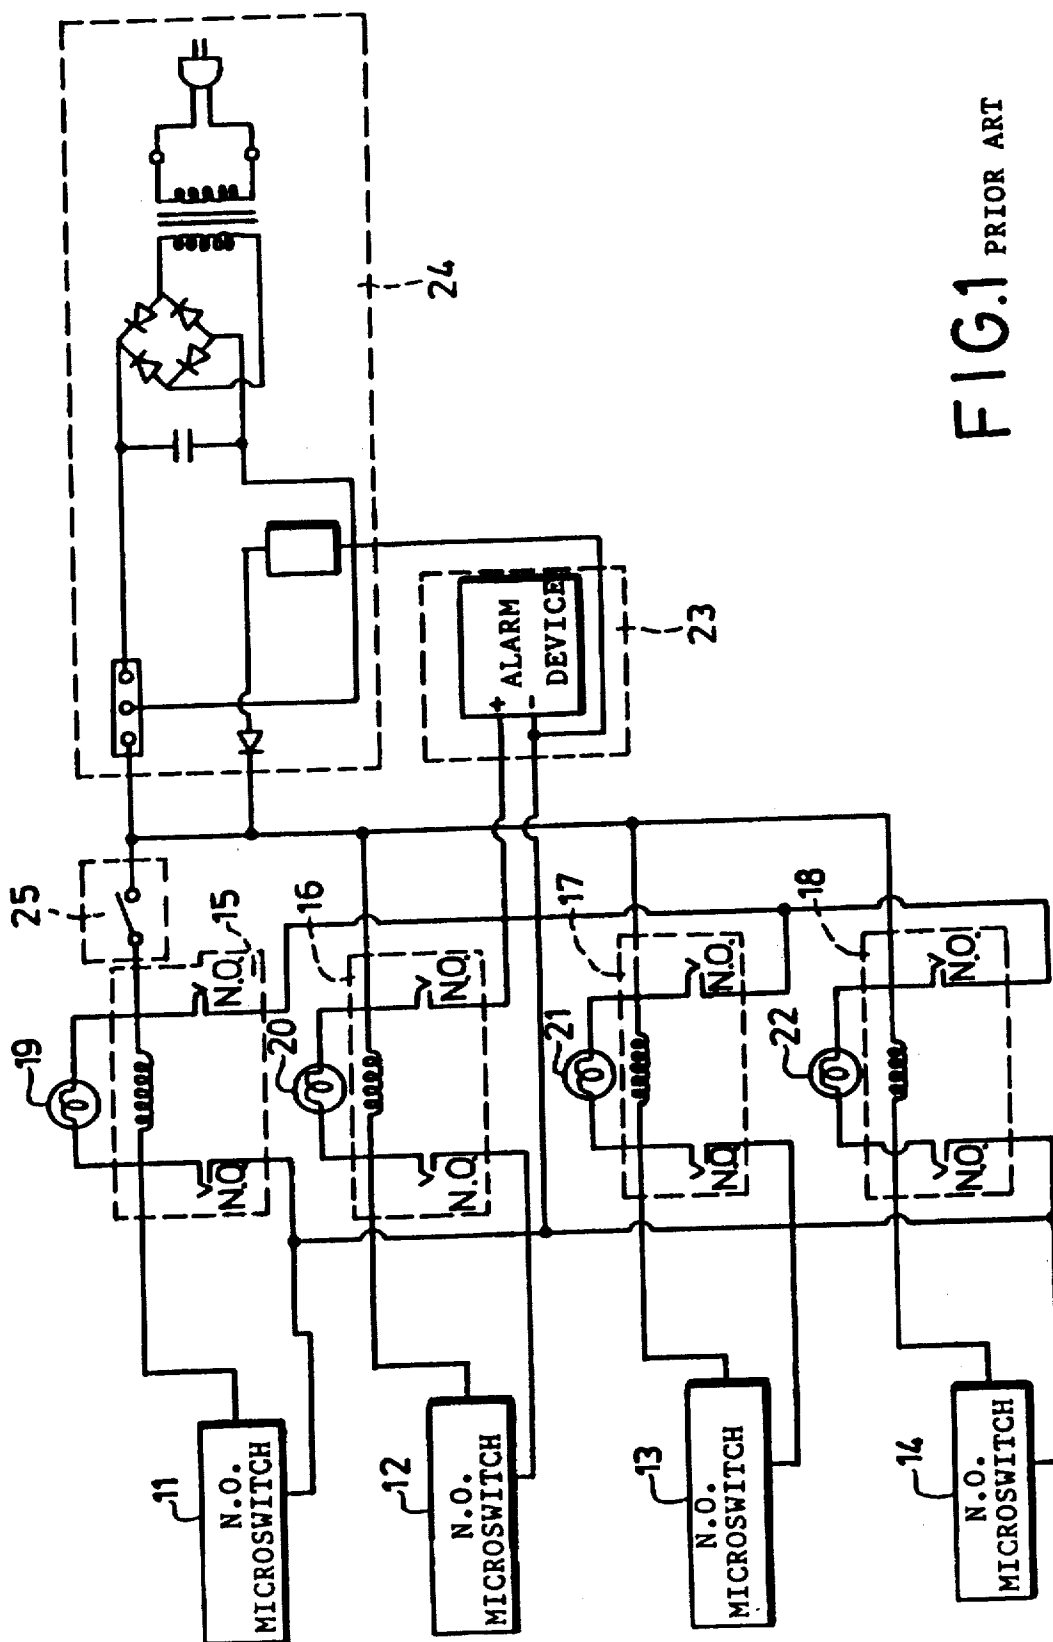 FIG.1 PRIOR ART
24
23
ALARM
DEVICE
+
-
25
15
16
17
18
N.O.
N.O.
N.O.
N.O.
19
20
21
22
N.O.
N.O.
N.O.
N.O.
11
N.O.
MICROSWITCH
12
N.O.
MICROSWITCH
13
N.O.
MICROSWITCH
14
N.O.
MICROSWITCH